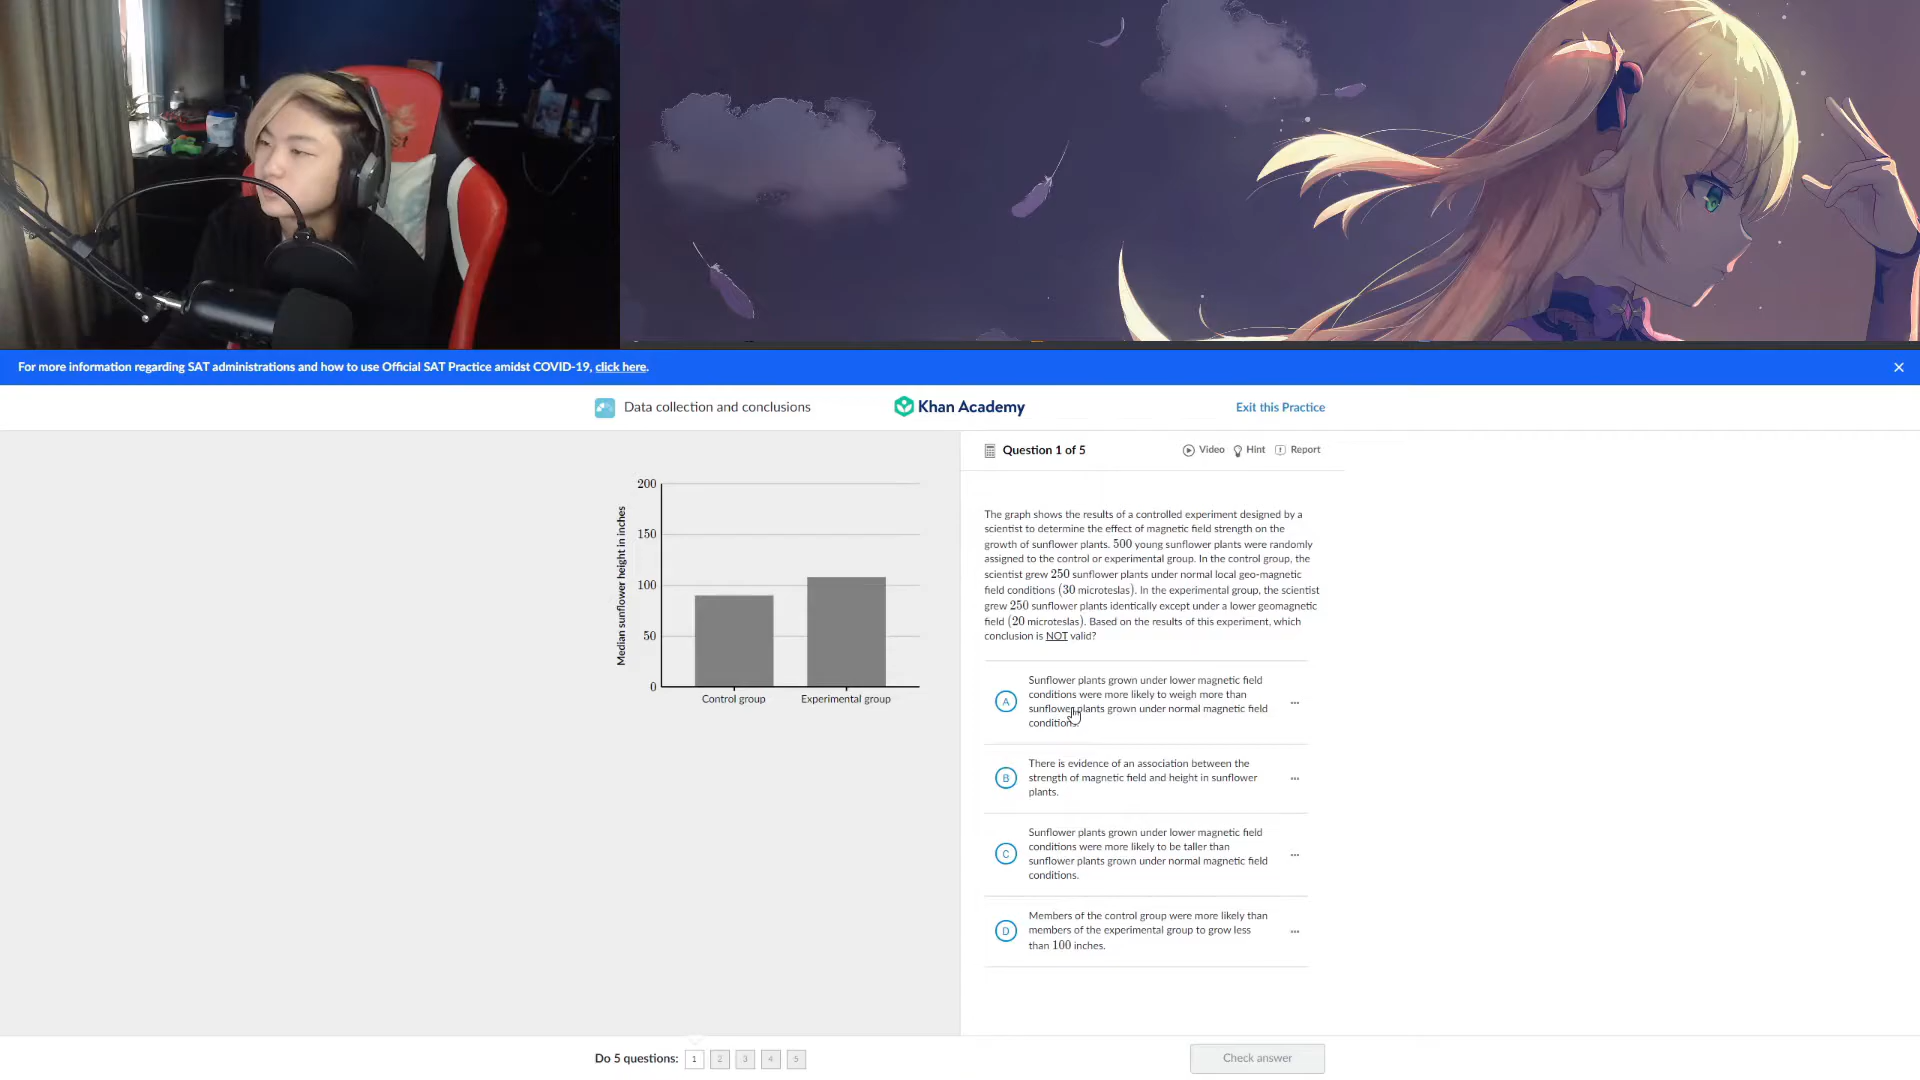 For more information regarding SAT administrations and how to use Official SAT Practice amidst COVID-19, click here.
Data collection and conclusions
Khan Academy
Exit this Practice
Question 1 of 5
Video
Hint
Report
200
150
100
50
0
Median sunflower height in inches
Control group
Experimental group
The graph shows the results of a controlled experiment designed by a
scientist to determine the effect of magnetic field strength on the
growth of sunflower plants. 500 young sunflower plants were randomly
assigned to the control or experimental group. In the control group, the
scientist grew 250 sunflower plants under normal local geo-magnetic
field conditions (30 microteslas). In the experimental group, the scientist
grew 250 sunflower plants identically except under a lower geomagnetic
field (20 microteslas). Based on the results of this experiment, which
conclusion is NOT valid?
A
Sunflower plants grown under lower magnetic field
conditions were more likely to weigh more than
sunflower plants grown under normal magnetic field
conditions.
B
There is evidence of an association between the
strength of magnetic field and height in sunflower
plants.
C
Sunflower plants grown under lower magnetic field
conditions were more likely to be taller than
sunflower plants grown under normal magnetic field
conditions.
D
Members of the control group were more likely than
members of the experimental group to grow less
than 100 inches.
Do 5 questions:
1
2
3
4
5
Check answer